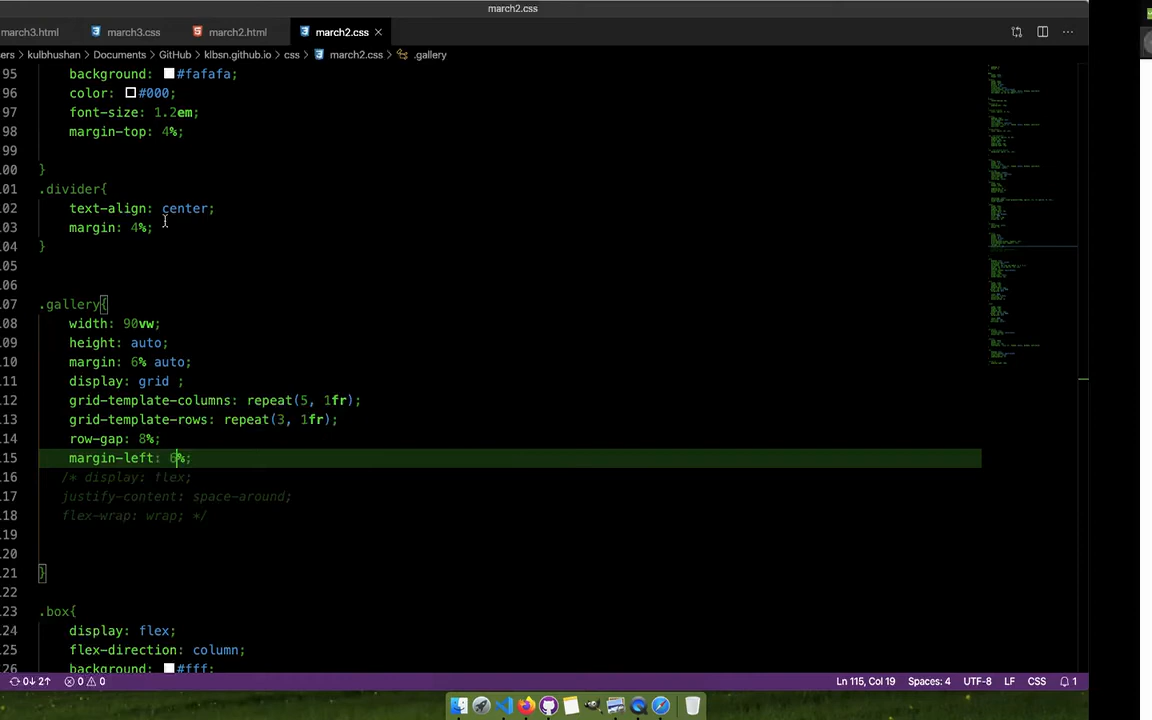 march2.css
march3.html
march3.css
march2.html
march2.css
ers > kulbhushan > Documents > GitHub > klbsn.github.io > css > march2.css > .gallery
95 background: #fafafa;
96 color: #000;
97 font-size: 1.2em;
98 margin-top: 4%;
99
100 }
101 .divider{
102 text-align: center;
103 margin: 4%;
104 }
105
106
107 .gallery{
108 width: 90vw;
109 height: auto;
110 margin: 6% auto;
111 display: grid ;
112 grid-template-columns: repeat(5, 1fr);
113 grid-template-rows: repeat(3, 1fr);
114 row-gap: 8%;
115 margin-left: 6%;
116 /* display: flex;
117 justify-content: space-around;
118 flex-wrap: wrap; */
119
120
121 }
122
123 .box{
124 display: flex;
125 flex-direction: column;
126 background: #fff;
0↓ 2↑ 0 0 Ln 115, Col 19 Spaces: 4 UTF-8 LF CSS 1